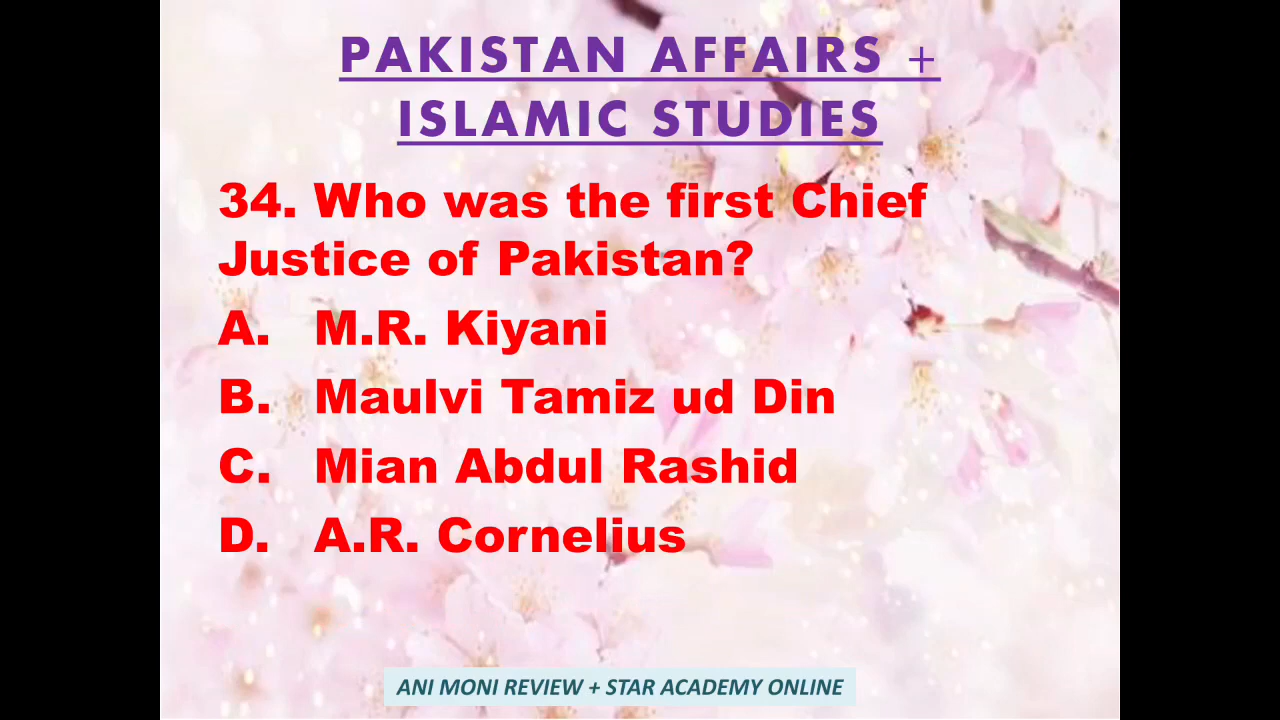 PAKISTAN AFFAIRS +
ISLAMIC STUDIES
34. Who was the first Chief
Justice of Pakistan?
A. M.R. Kiyani
B. Maulvi Tamiz ud Din
C. Mian Abdul Rashid
D. A.R. Cornelius
ANI MONI REVIEW + STAR ACADEMY ONLINE